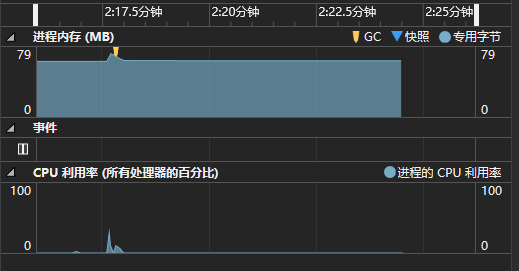 2:17.5分钟 2:20分钟 2:22.5分钟 2:25分钟
进程内存 (MB) GC 快照 专用字节
79 79
0 0
事件
CPU 利用率 (所有处理器的百分比) 进程的 CPU 利用率
100 100
0 0